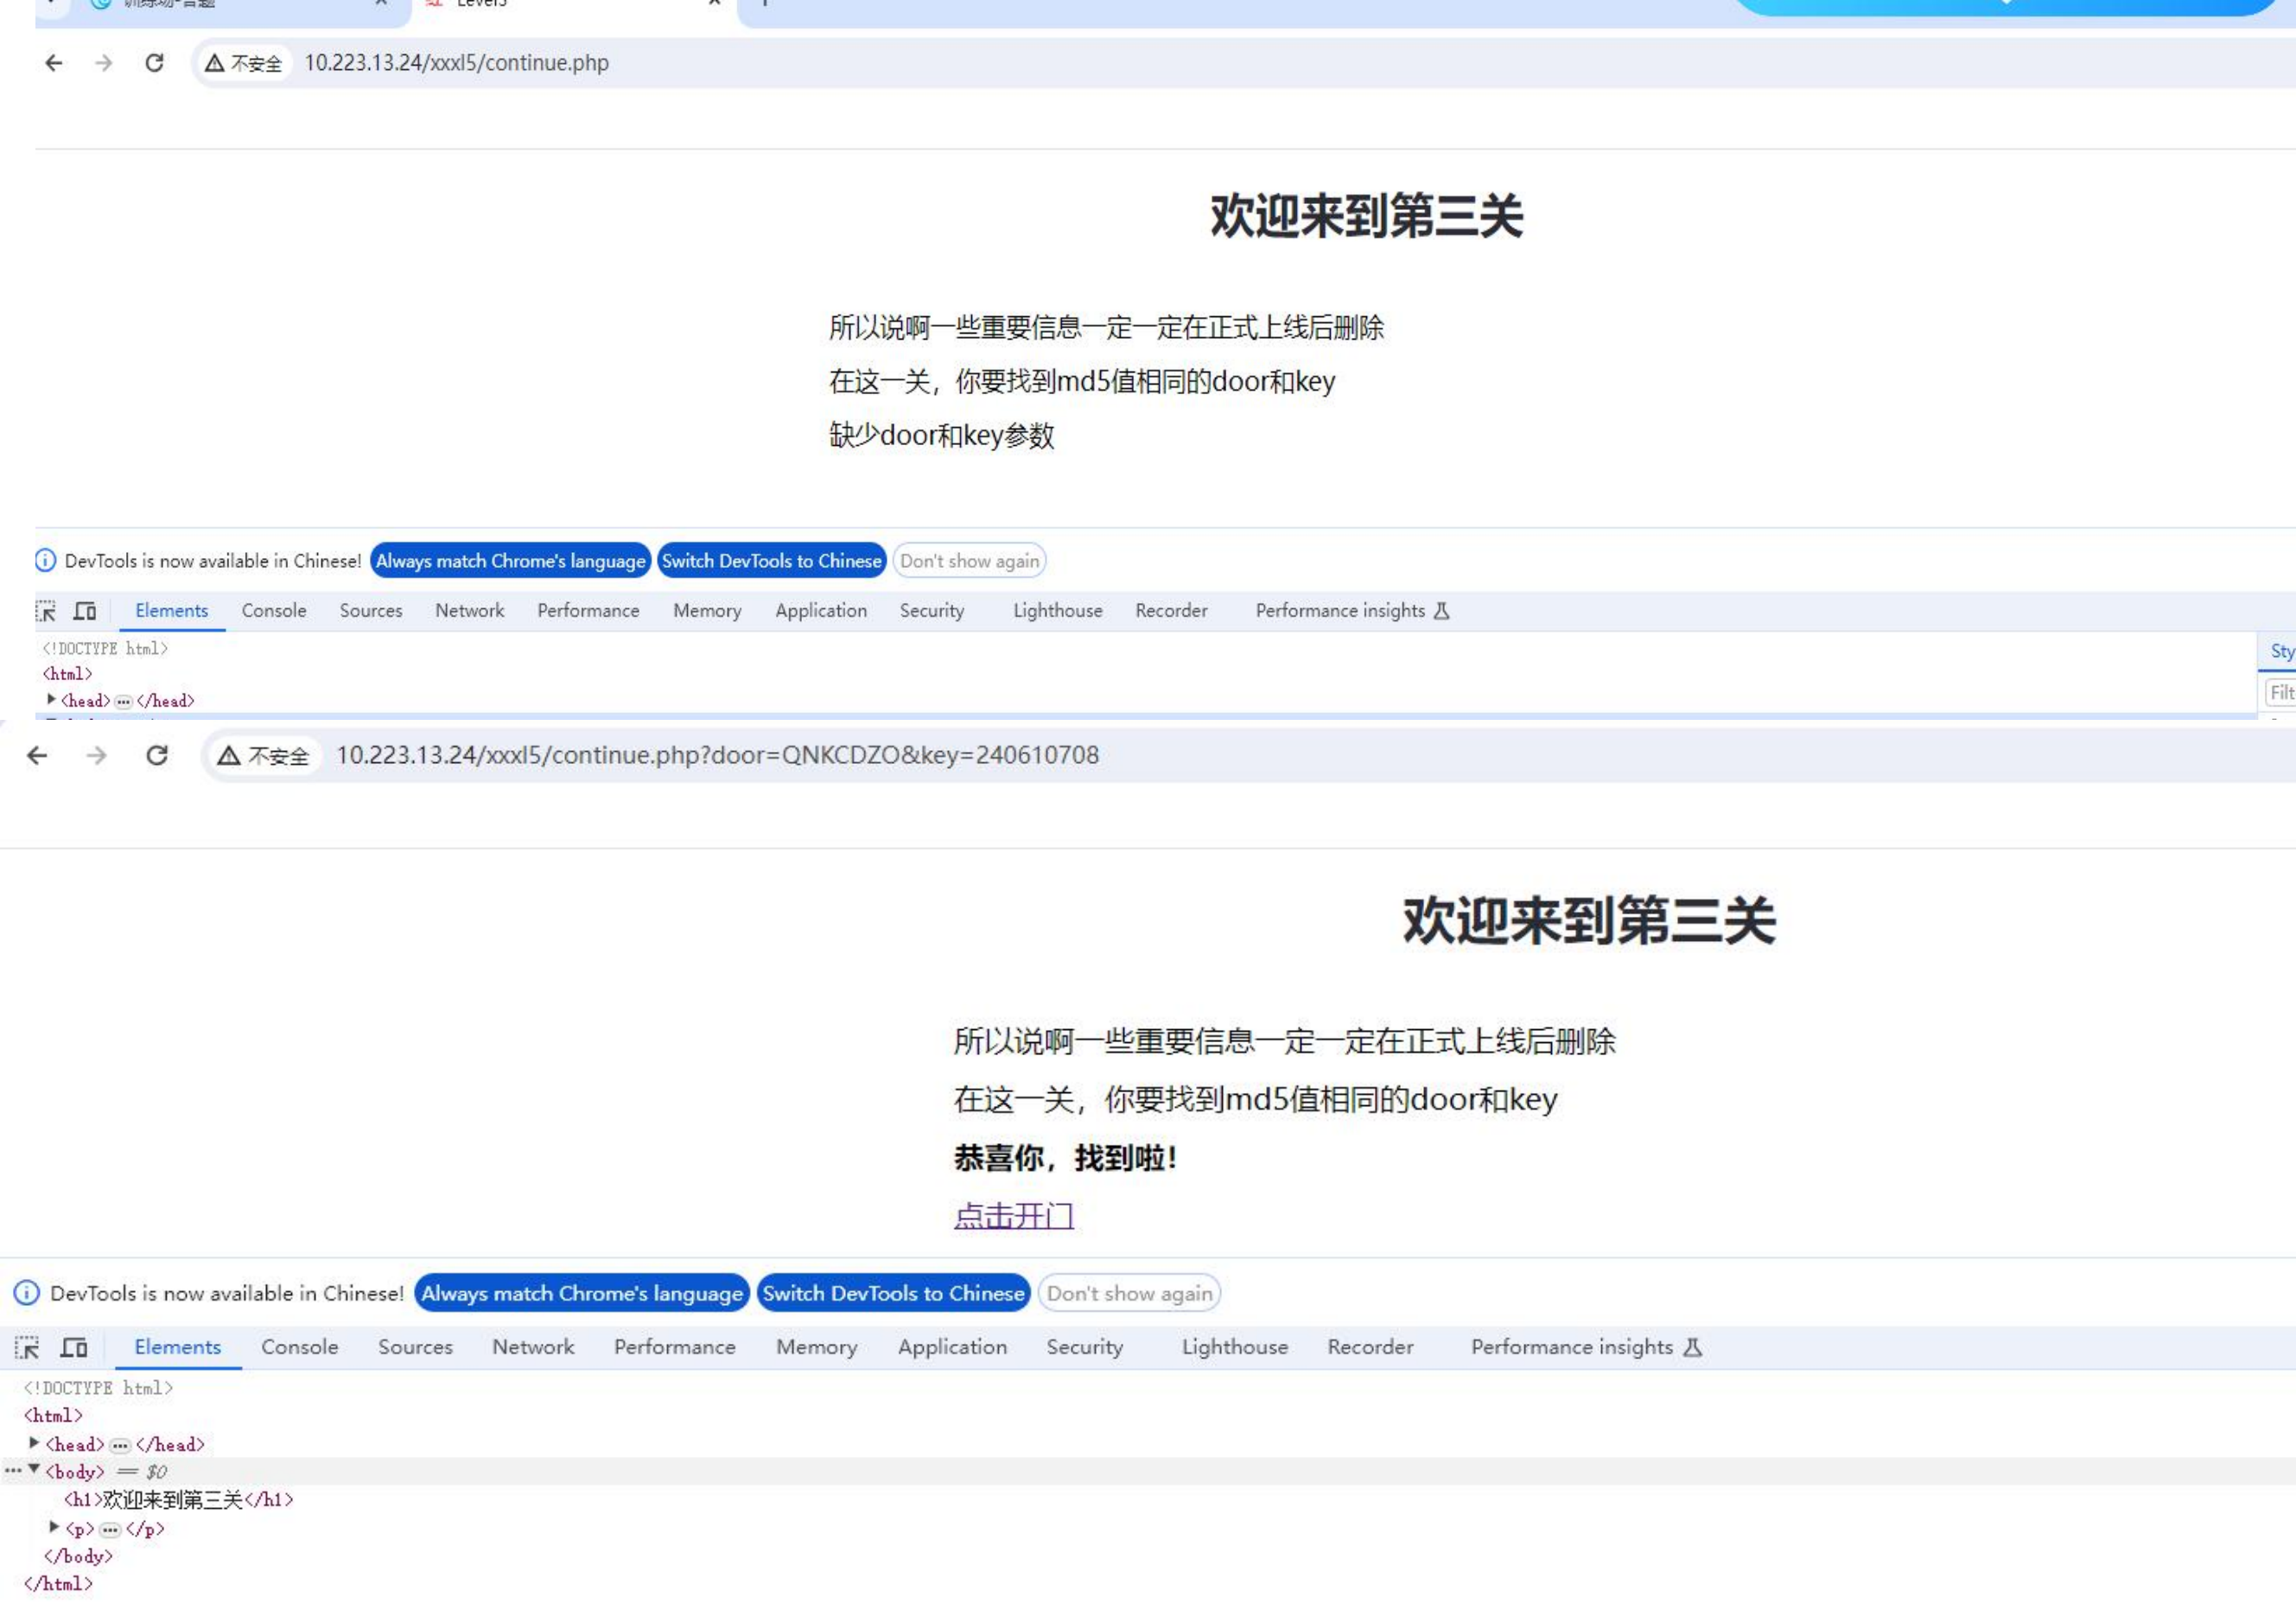 不安全 10.223.13.24/xxxl5/continue.php
欢迎来到第三关
所以说啊一些重要信息一定一定在正式上线后删除
在这一关，你要找到md5值相同的door和key
缺少door和key参数
DevTools is now available in Chinese! Always match Chrome's language Switch DevTools to Chinese Don't show again
Elements Console Sources Network Performance Memory Application Security Lighthouse Recorder Performance insights
<!DOCTYPE html>
<html>
<head> ••• </head>
不安全 10.223.13.24/xxxl5/continue.php?door=QNKCDZO&key=240610708
欢迎来到第三关
所以说啊一些重要信息一定一定在正式上线后删除
在这一关，你要找到md5值相同的door和key
恭喜你，找到啦！
点击开门
DevTools is now available in Chinese! Always match Chrome's language Switch DevTools to Chinese Don't show again
Elements Console Sources Network Performance Memory Application Security Lighthouse Recorder Performance insights
<!DOCTYPE html>
<html>
<head> ••• </head>
••• <body> == $0
<h1>欢迎来到第三关</h1>
<p> ••• </p>
</body>
</html>